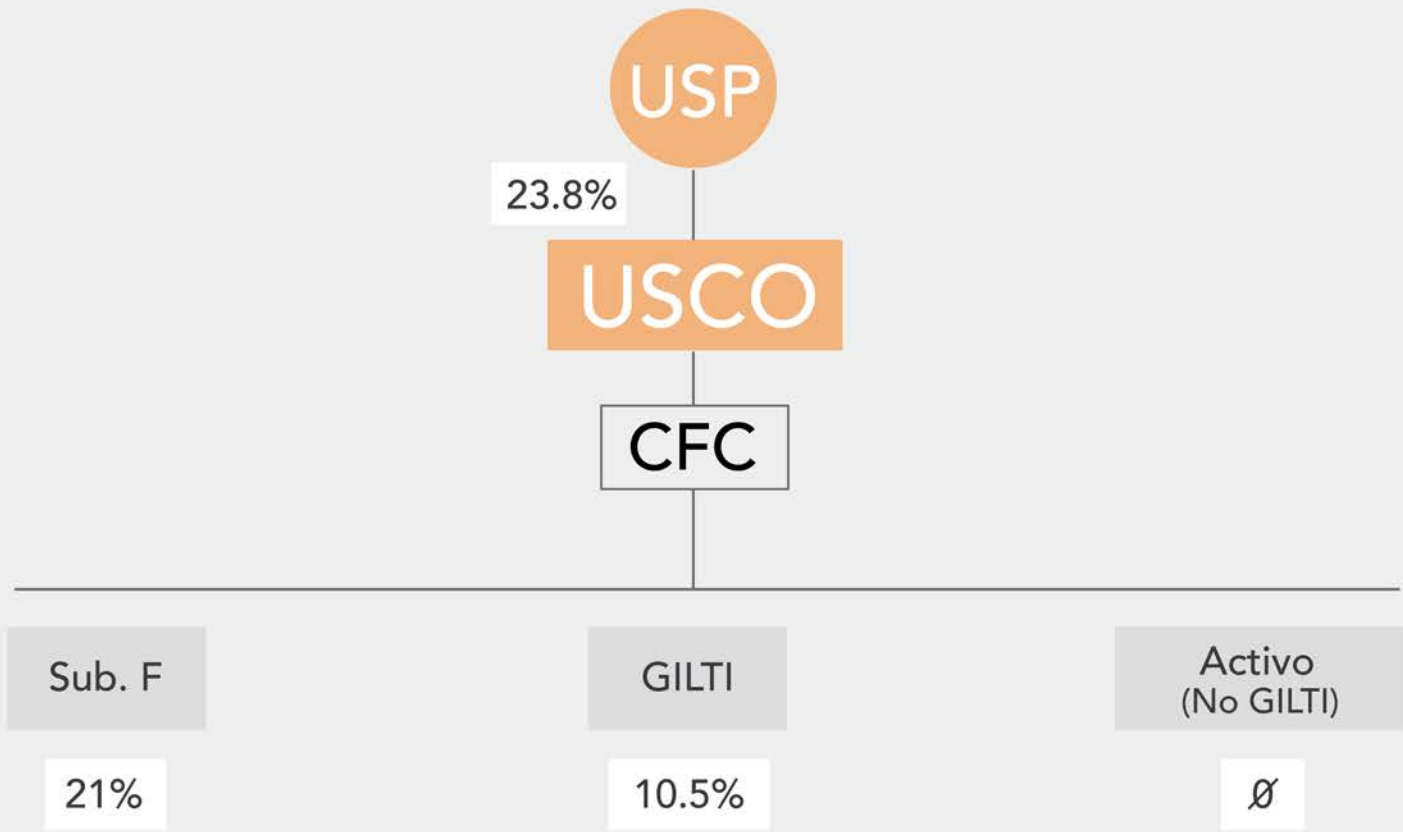 USP
23.8%
USCO
CFC
Sub. F
GILTI
Activo
(No GILTI)
21%
10.5%
Ø